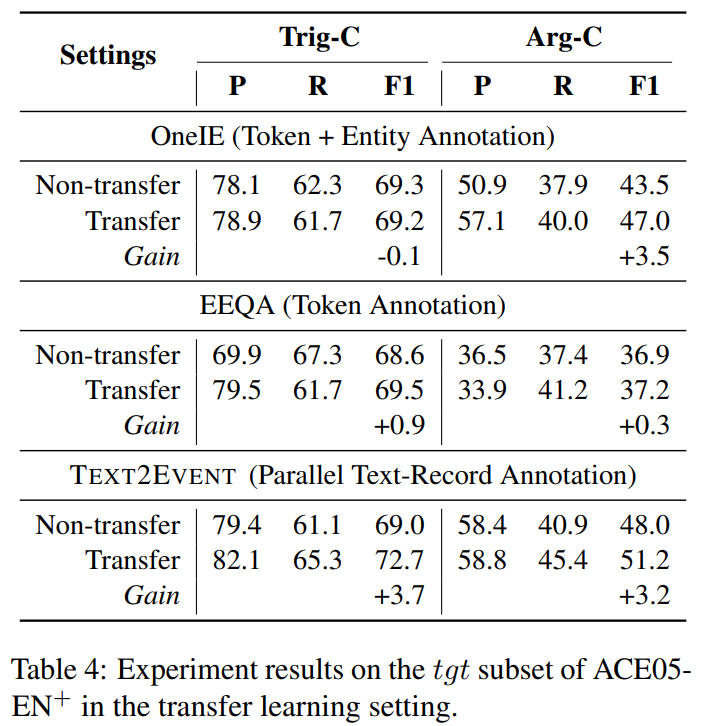 Settings Trig-C Arg-C
P R F1 P R F1
OneIE (Token + Entity Annotation)
Non-transfer 78.1 62.3 69.3 50.9 37.9 43.5
Transfer 78.9 61.7 69.2 57.1 40.0 47.0
Gain -0.1 +3.5
EEQA (Token Annotation)
Non-transfer 69.9 67.3 68.6 36.5 37.4 36.9
Transfer 79.5 61.7 69.5 33.9 41.2 37.2
Gain +0.9 +0.3
TEXT2EVENT (Parallel Text-Record Annotation)
Non-transfer 79.4 61.1 69.0 58.4 40.9 48.0
Transfer 82.1 65.3 72.7 58.8 45.4 51.2
Gain +3.7 +3.2
Table 4: Experiment results on the tgt subset of ACE05-
EN+ in the transfer learning setting.